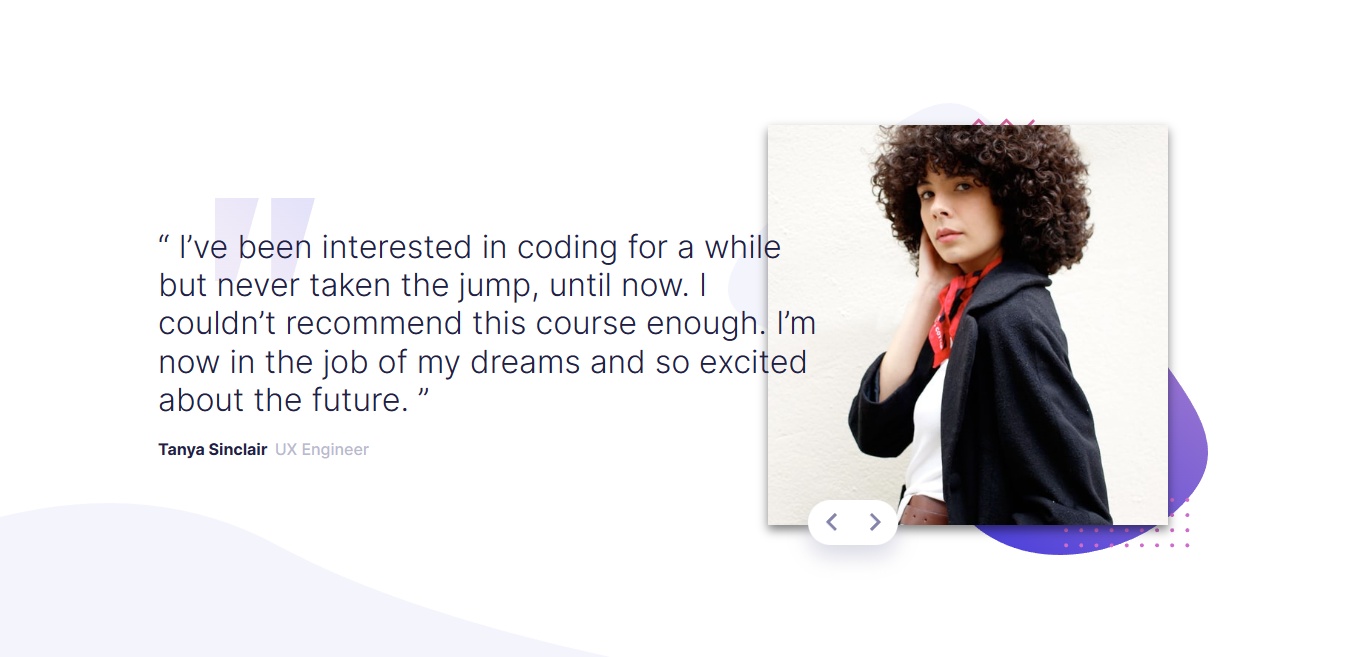 “ I’ve been interested in coding for a while
but never taken the jump, until now. I
couldn’t recommend this course enough. I’m
now in the job of my dreams and so excited
about the future. ”
Tanya Sinclair UX Engineer